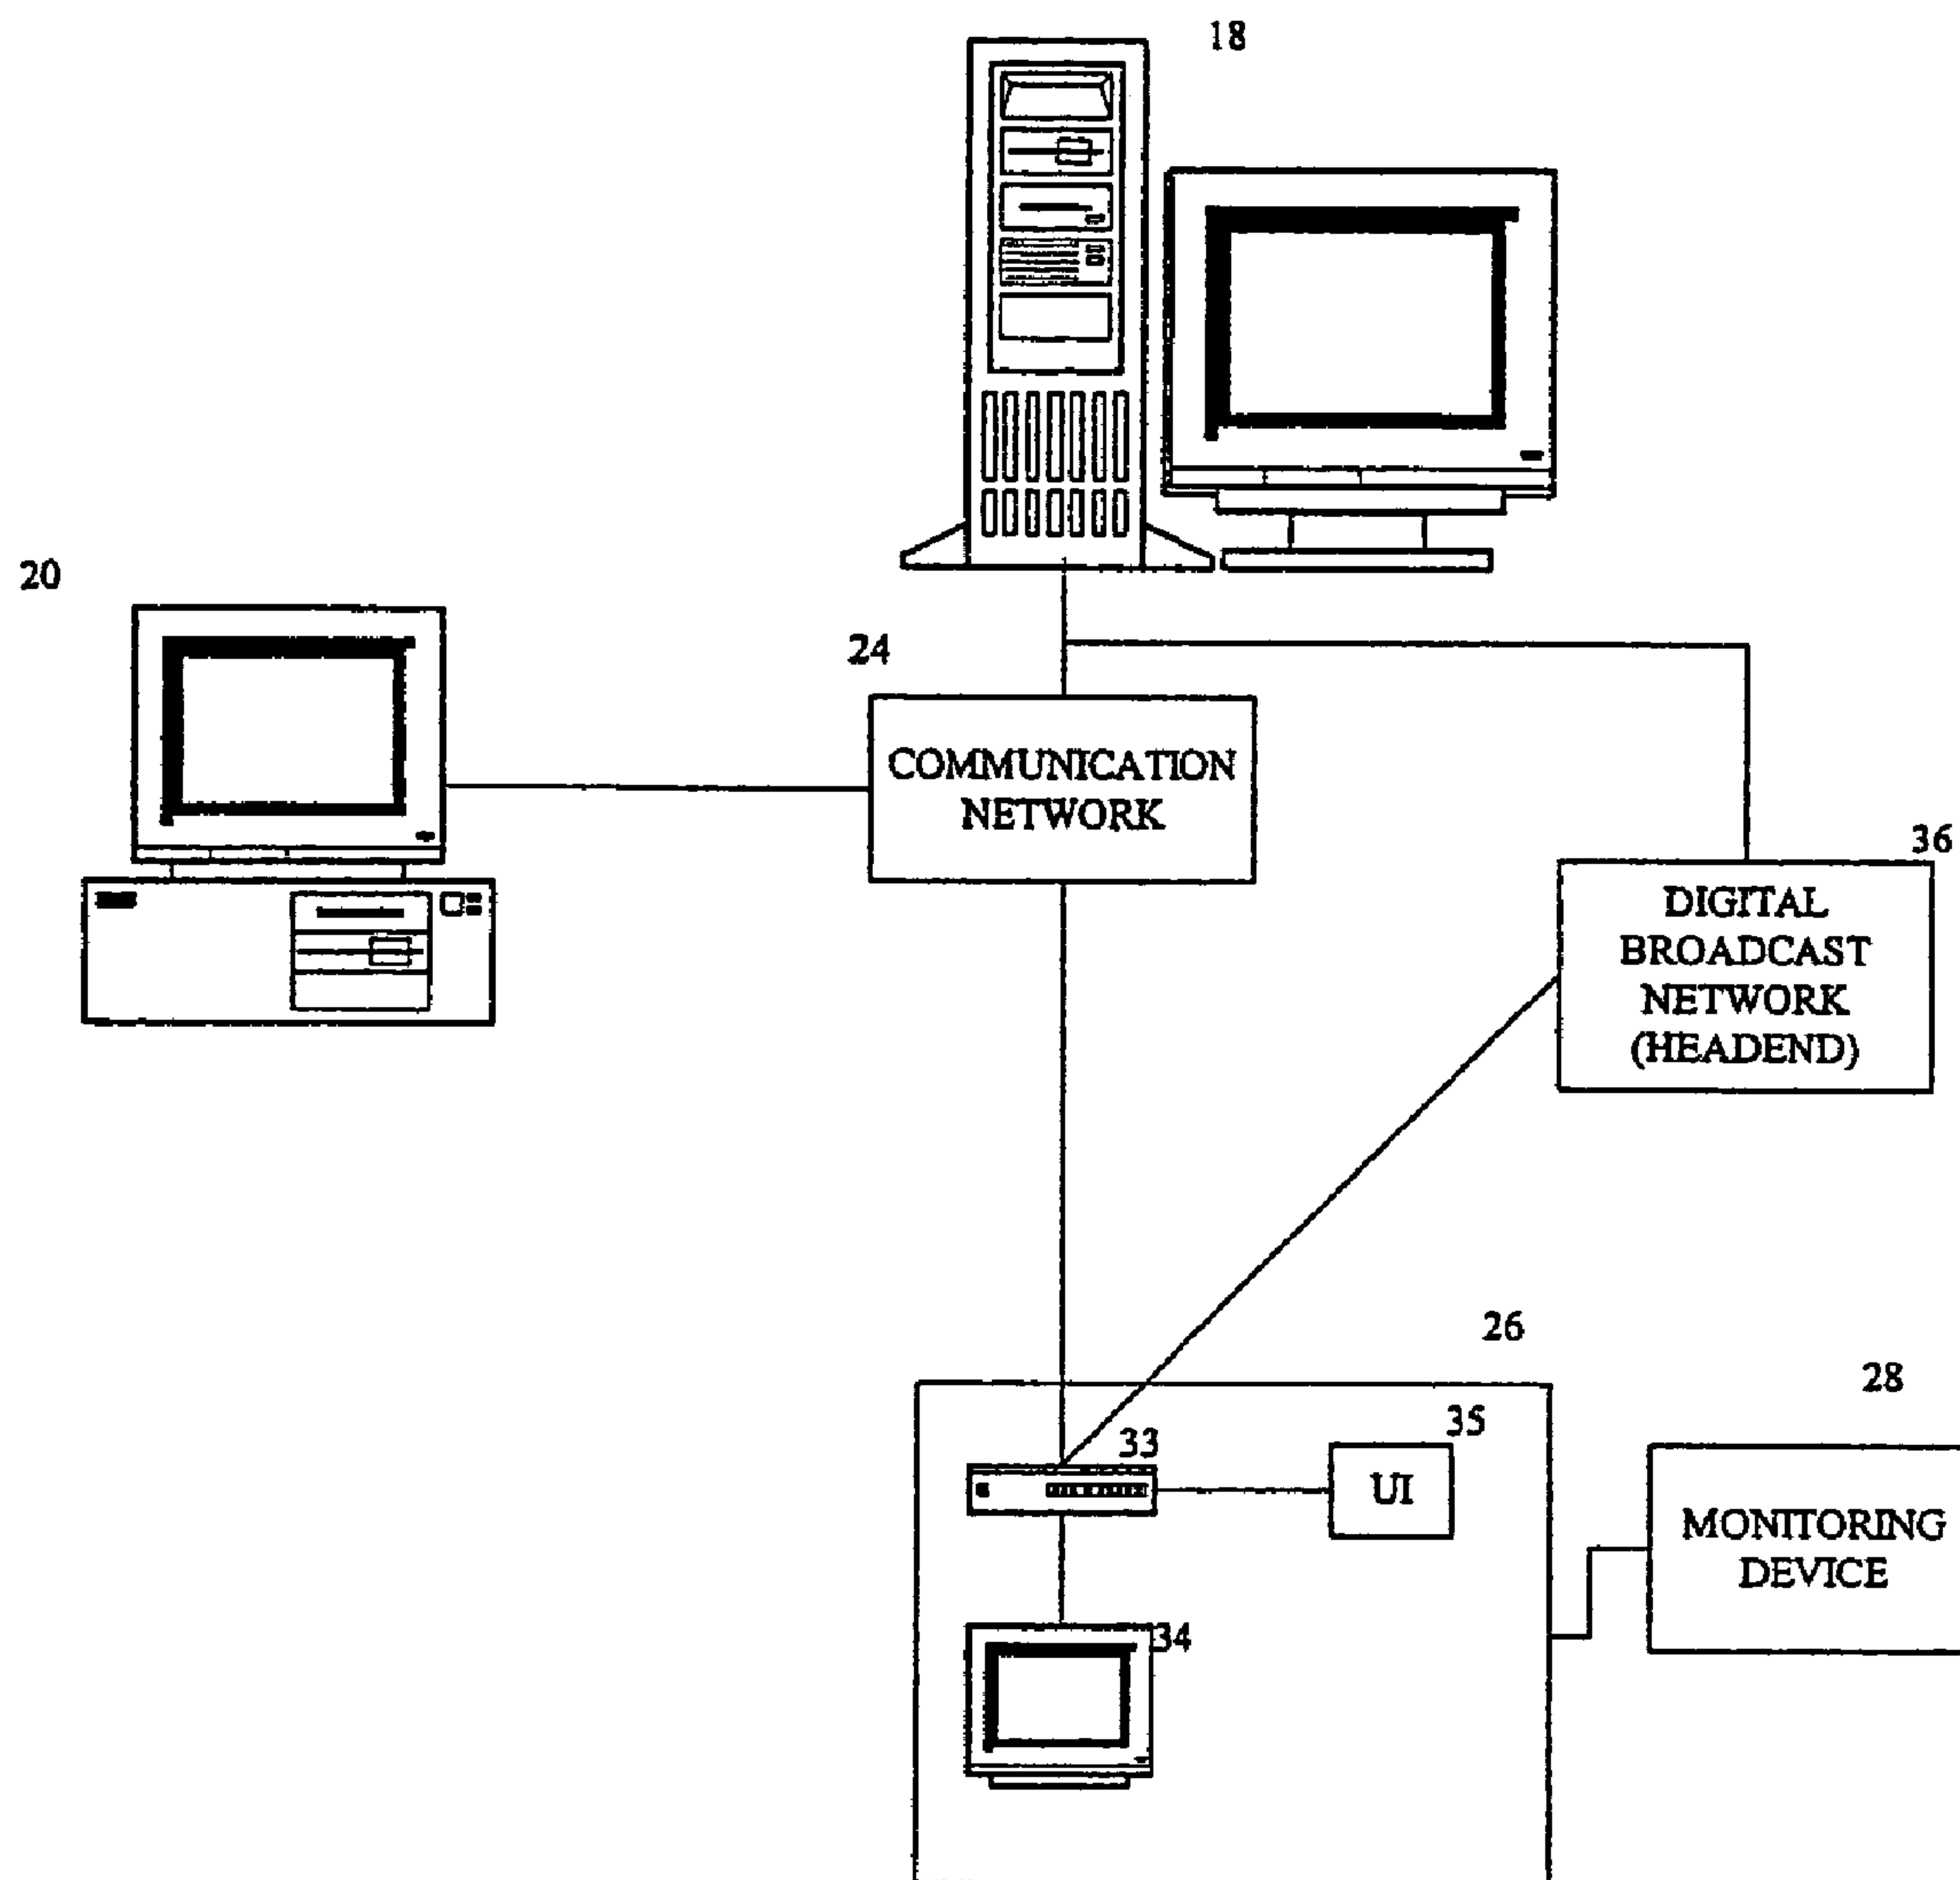 18
20
24
COMMUNICATION
NETWORK
36
DIGITAL
BROADCAST
NETWORK
(HEADEND)
26
28
35
33
UI
MONITORING
DEVICE
34